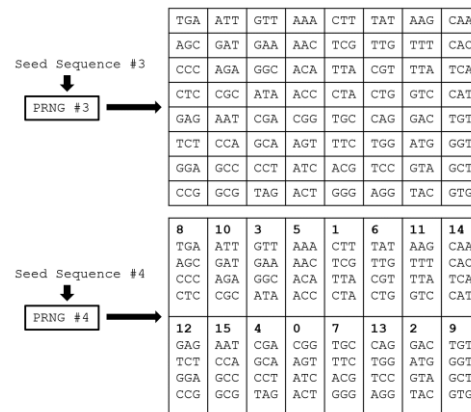 TGA ATT GTT AAA CTT TAT AAG CAA
AGC GAT GAA AAC TCG TTG TTT CAC
Seed Sequence #3
CCC AGA GGC ACA TTA CGT TTA TCA
CTC CGC ATA ACC CTA CTG GTC CAT
PRNG #3
GAG AAT CGA CGG TGC CAG GAC TGT
TCT CCA GCA AGT TTC TGG ATG GGT
GGA GCC CCT ATC ACG TCC GTA GCT
CCG GCG TAG ACT GGG AGG TAC GTG
8 10 3 5 1 6 11 14
TGA ATT GTT AAA CTT TAT AAG CAA
AGC GAT GAA AAC TCG TTG TTT CAC
CCC AGA GGC ACA TTA CGT TTA TCA
Seed Sequence #4
CTC CGC ATA ACC CTA CTG GTC CAT
PRNG #4
12 15 4 0 7 13 2 9
GAG AAT CGA CGG TGC CAG GAC TGT
TCT CCA GCA AGT TTC TGG ATG GGT
GGA GCC CCT ATC ACG TCC GTA GCT
CCG GCG TAG ACT GGG AGG TAC GTG